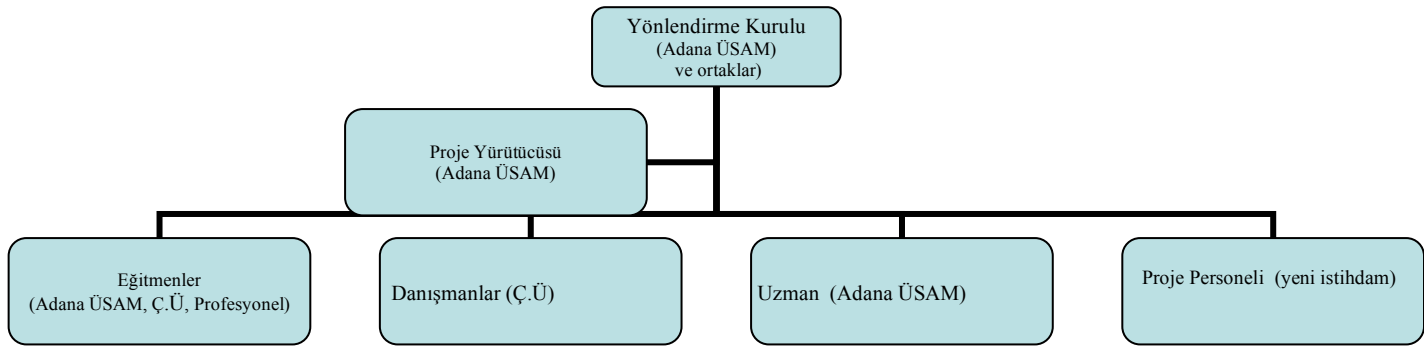 Yönlendirme Kurulu
(Adana ÜSAM)
ve ortaklar)
Proje Yürütücüsü
(Adana ÜSAM)
Eğitmenler
(Adana ÜSAM, Ç.Ü, Profesyonel)
Danışmanlar (Ç.Ü)
Uzman (Adana ÜSAM)
Proje Personeli (yeni istihdam)